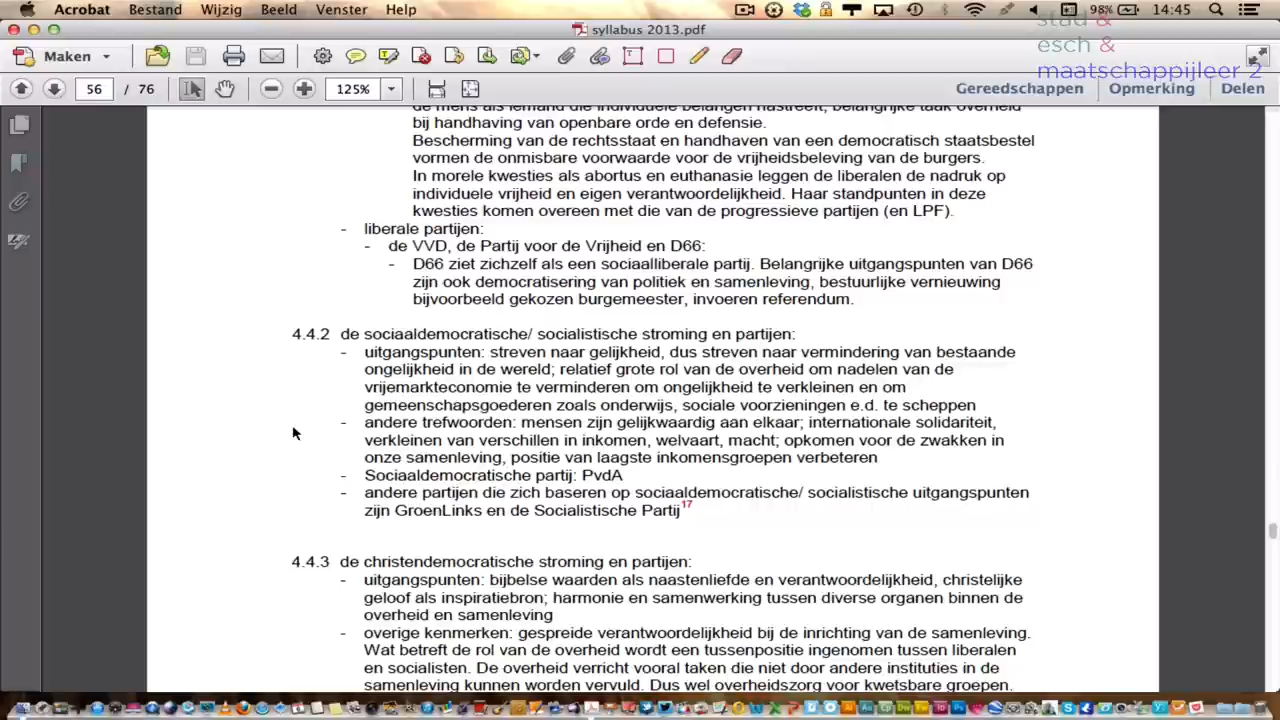 Acrobat Bestand Wijzig Beeld Venster Help 98% 14:45
stad &
syllabus 2013.pdf
esch &
Maken
maatschappijleer 2
56 / 76 125% Gereedschappen Opmerking Delen
de mens als iemand die individuele belangen nastreeft, belangrijke taak overheid
bij handhaving van openbare orde en defensie.
Bescherming van de rechtsstaat en handhaven van een democratisch staatsbestel
vormen de onmisbare voorwaarde voor de vrijheidsbeleving van de burgers.
In morele kwesties als abortus en euthanasie leggen de liberalen de nadruk op
individuele vrijheid en eigen verantwoordelijkheid. Haar standpunten in deze
kwesties komen overeen met die van de progressieve partijen (en LPF).
- liberale partijen:
- de VVD, de Partij voor de Vrijheid en D66:
- D66 ziet zichzelf als een sociaalliberale partij. Belangrijke uitgangspunten van D66
zijn ook democratisering van politiek en samenleving, bestuurlijke vernieuwing
bijvoorbeeld gekozen burgemeester, invoeren referendum.
4.4.2 de sociaaldemocratische/ socialistische stroming en partijen:
- uitgangspunten: streven naar gelijkheid, dus streven naar vermindering van bestaande
ongelijkheid in de wereld; relatief grote rol van de overheid om nadelen van de
vrijemarkteconomie te verminderen om ongelijkheid te verkleinen en om
gemeenschapsgoederen zoals onderwijs, sociale voorzieningen e.d. te scheppen
- andere trefwoorden: mensen zijn gelijkwaardig aan elkaar; internationale solidariteit,
verkleinen van verschillen in inkomen, welvaart, macht; opkomen voor de zwakken in
onze samenleving, positie van laagste inkomensgroepen verbeteren
- Sociaaldemocratische partij: PvdA
- andere partijen die zich baseren op sociaaldemocratische/ socialistische uitgangspunten
zijn GroenLinks en de Socialistische Partij17
4.4.3 de christendemocratische stroming en partijen:
- uitgangspunten: bijbelse waarden als naastenliefde en verantwoordelijkheid, christelijke
geloof als inspiratiebron; harmonie en samenwerking tussen diverse organen binnen de
overheid en samenleving
- overige kenmerken: gespreide verantwoordelijkheid bij de inrichting van de samenleving.
Wat betreft de rol van de overheid wordt een tussenpositie ingenomen tussen liberalen
en socialisten. De overheid verricht vooral taken die niet door andere instituties in de
samenleving kunnen worden vervuld. Dus wel overheidszorg voor kwetsbare groepen.